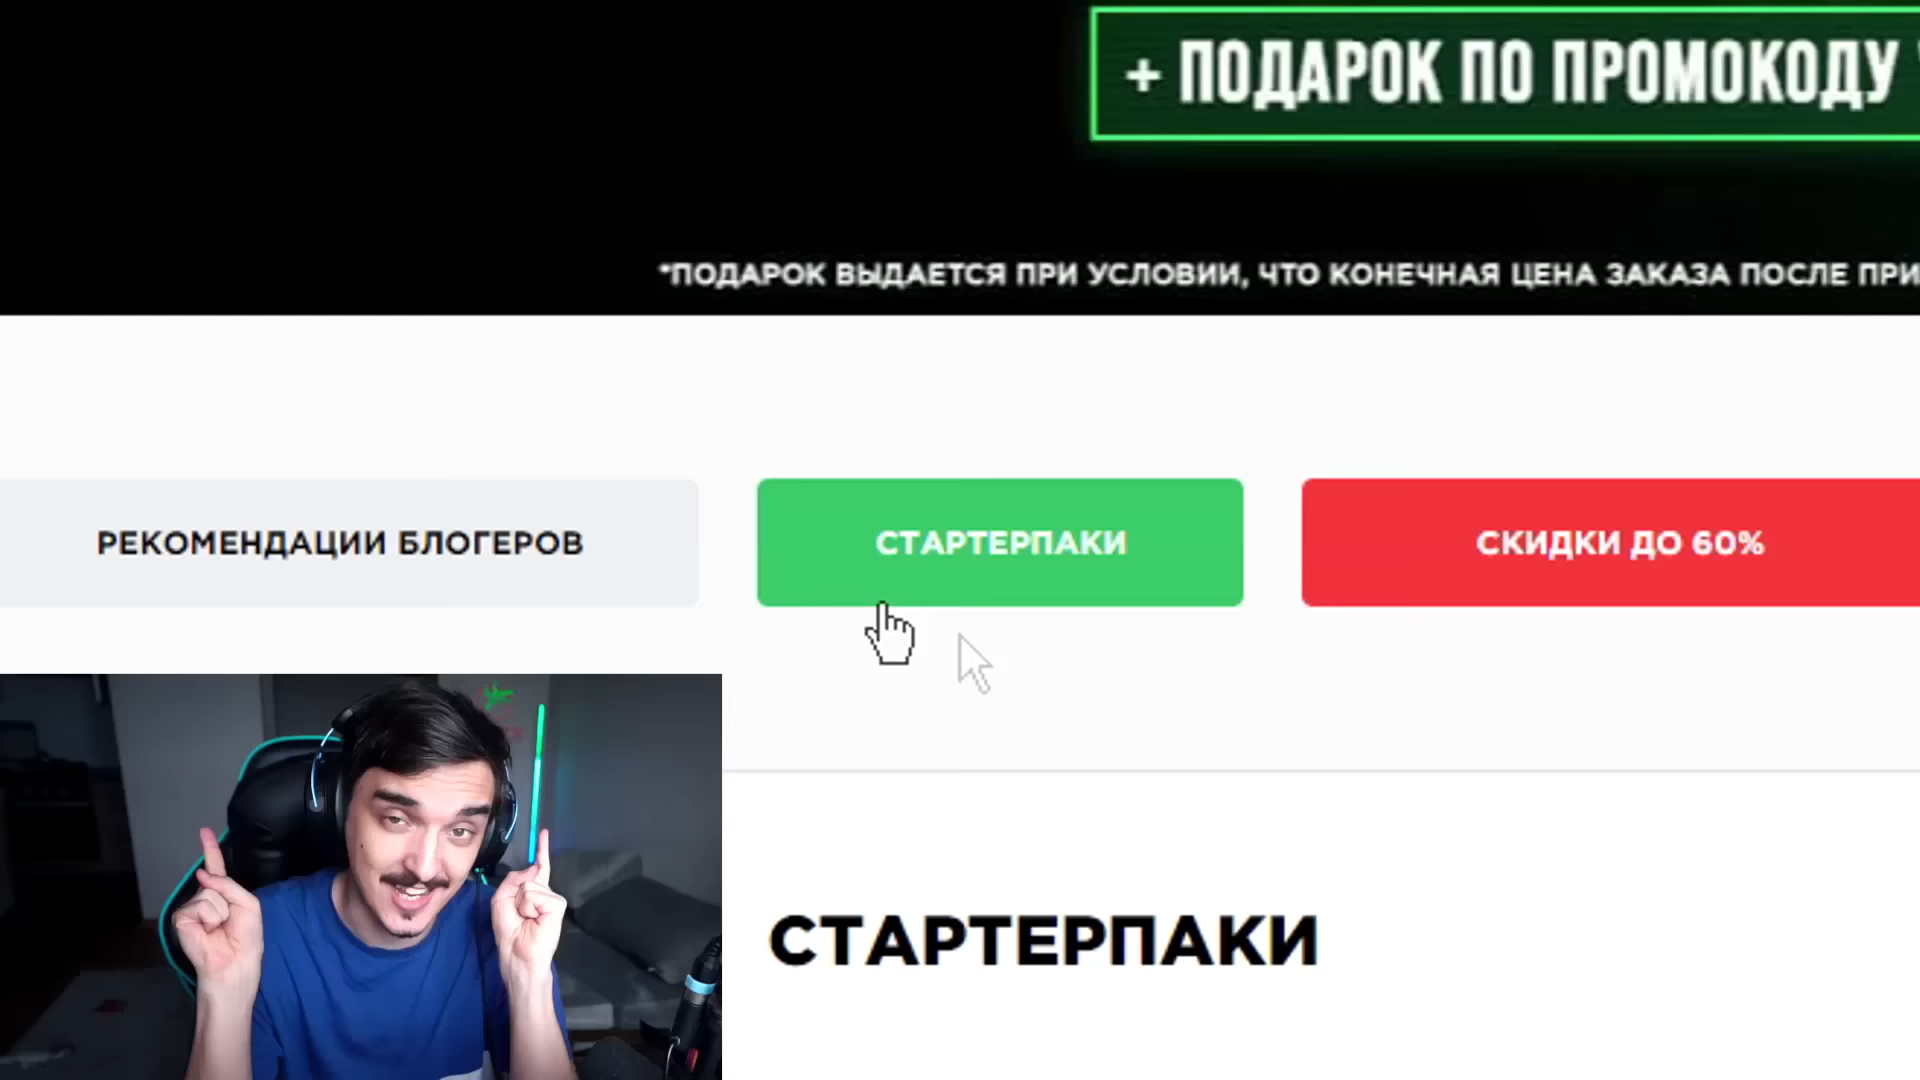 + ПОДАРОК ПО ПРОМОКОДУ
*ПОДАРОК ВЫДАЕТСЯ ПРИ УСЛОВИИ, ЧТО КОНЕЧНАЯ ЦЕНА ЗАКАЗА ПОСЛЕ ПРИ
РЕКОМЕНДАЦИИ БЛОГЕРОВ
СТАРТЕРПАКИ
СКИДКИ ДО 60%
СТАРТЕРПАКИ